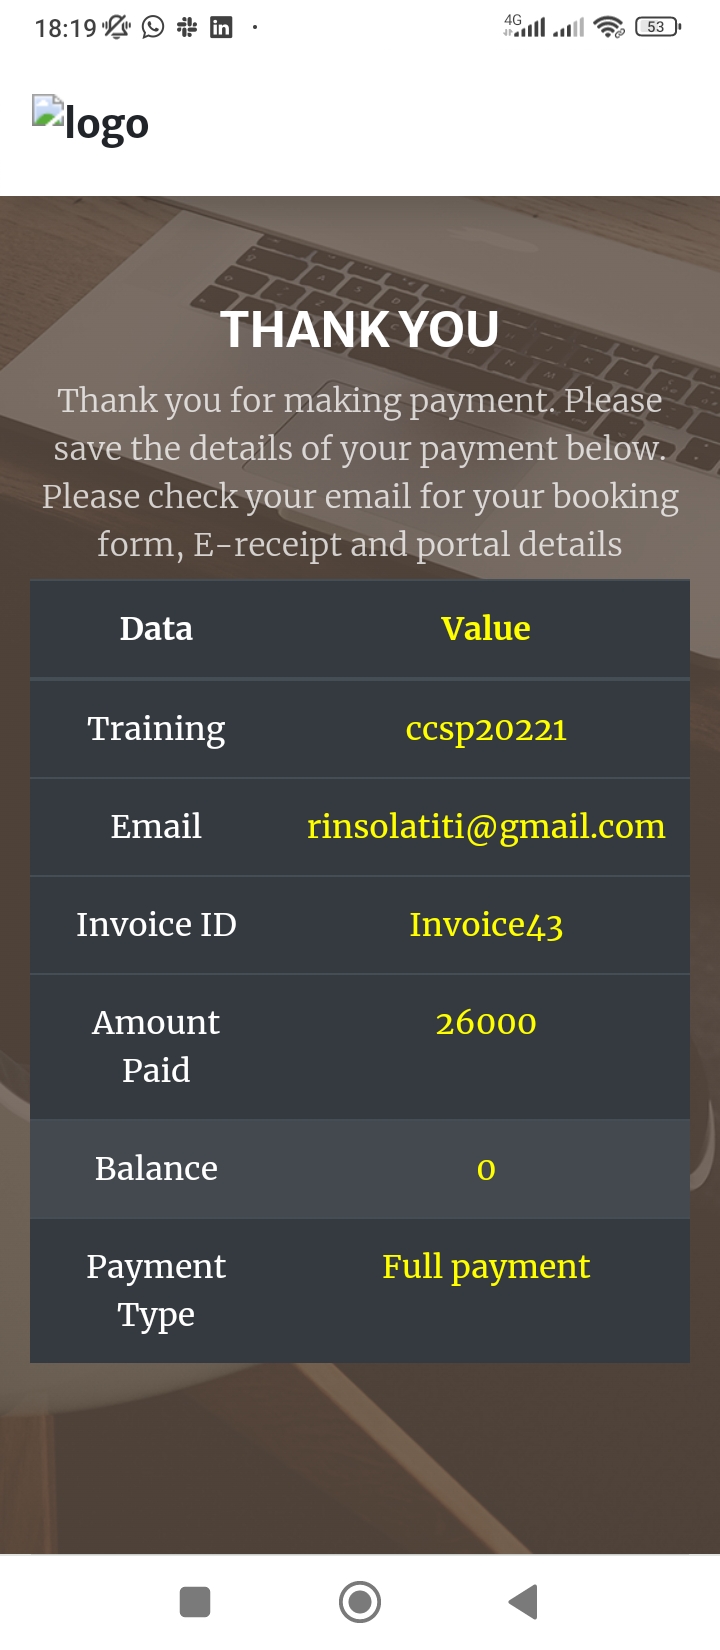 18:19
4G
53
logo
THANK YOU
Thank you for making payment. Please
save the details of your payment below.
Please check your email for your booking
form, E-receipt and portal details
Data Value
Training ccsp20221
Email rinsolatiti@gmail.com
Invoice ID Invoice43
Amount 26000
Paid
Balance 0
Payment Full payment
Type